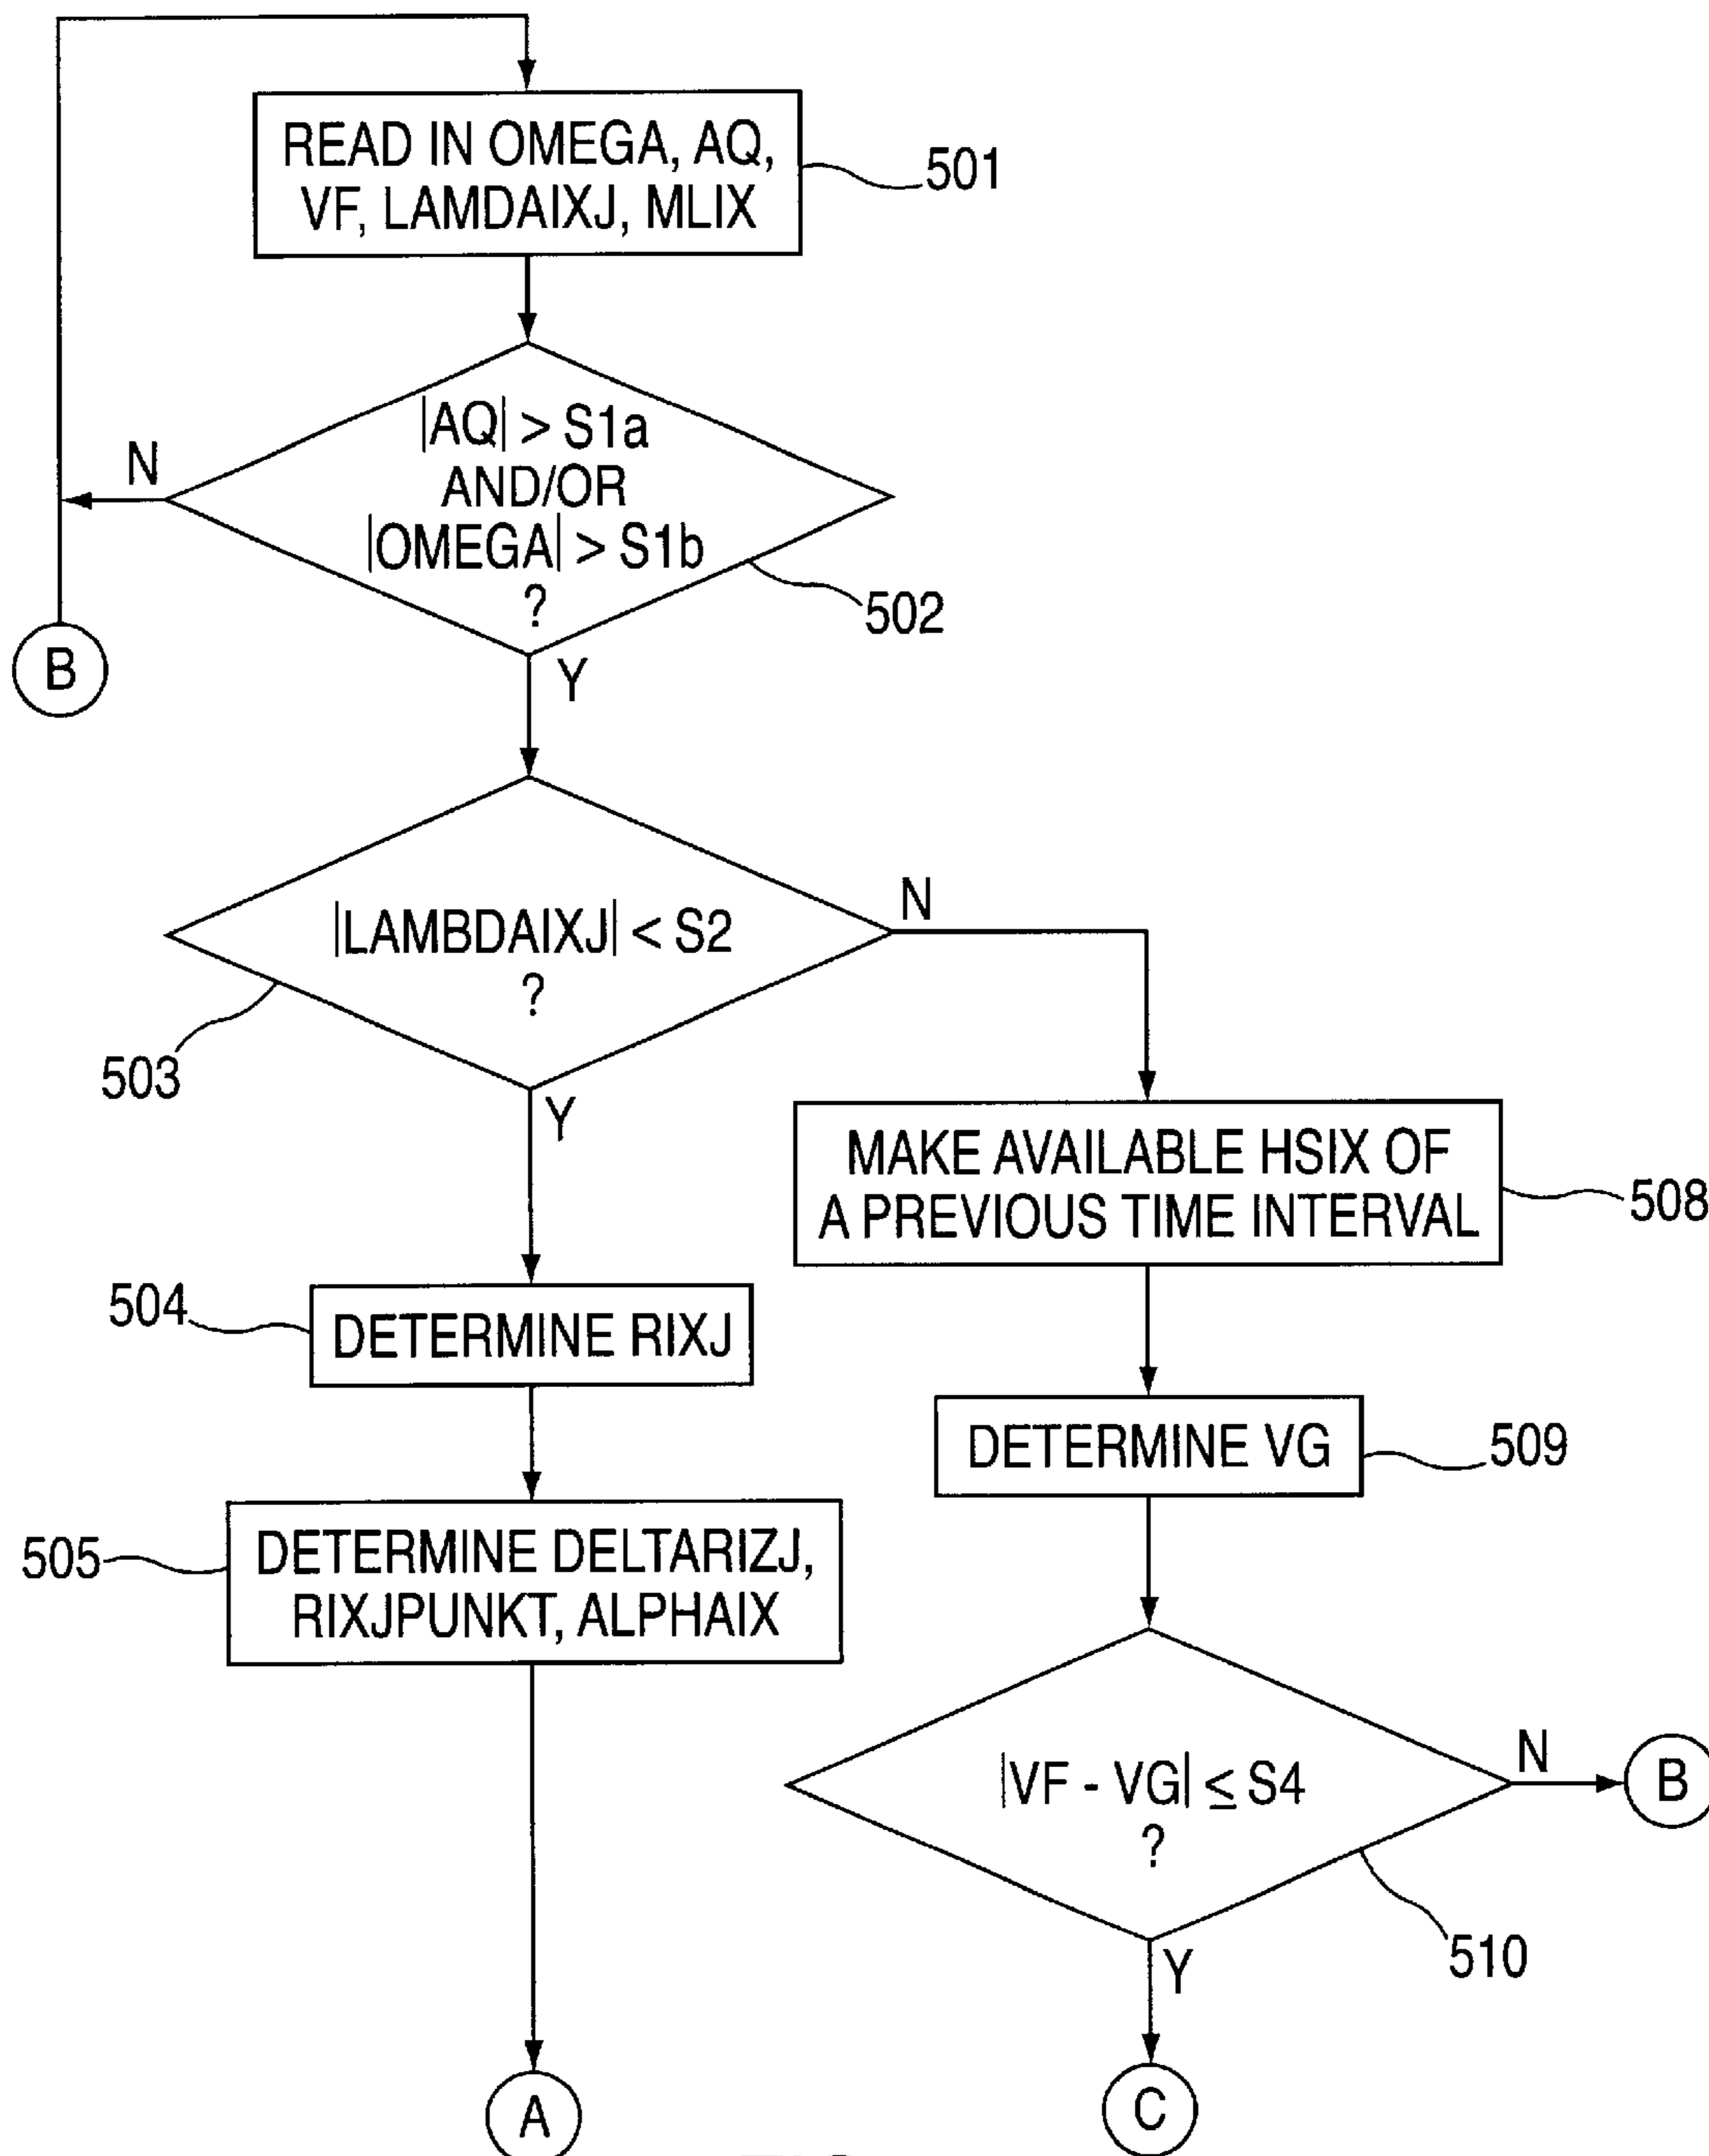 READ IN OMEGA, AQ,
VF, LAMDAIXJ, MLIX
501
|AQ| > S1a
AND/OR
|OMEGA| > S1b
?
N
502
B
Y
|LAMBDAIXJ| < S2
?
N
503
Y
MAKE AVAILABLE HSIX OF
A PREVIOUS TIME INTERVAL
508
504
DETERMINE RIXJ
DETERMINE VG
509
505
DETERMINE DELTARIZJ,
RIXJPUNKT, ALPHAIX
|VF - VG| ≤ S4
?
N
B
510
Y
A
C